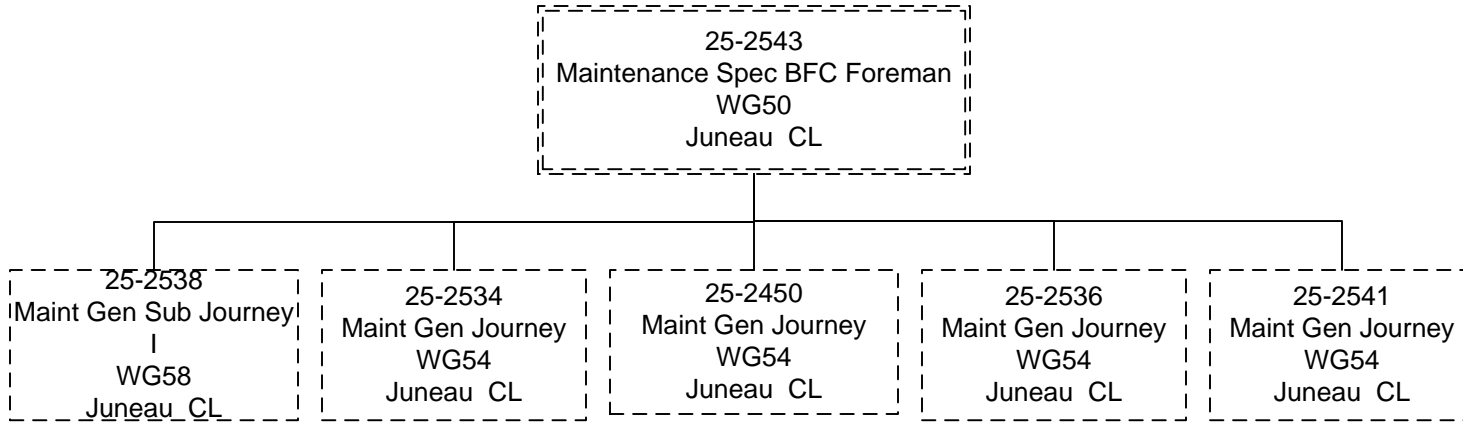 25-2543
Maintenance Spec BFC Foreman
WG50
Juneau  CL
25-2538
Maint Gen Sub Journey
I
WG58
Juneau  CL
25-2534
Maint Gen Journey
WG54
Juneau  CL
25-2450
Maint Gen Journey
WG54
Juneau  CL
25-2536
Maint Gen Journey
WG54
Juneau  CL
25-2541
Maint Gen Journey
WG54
Juneau  CL